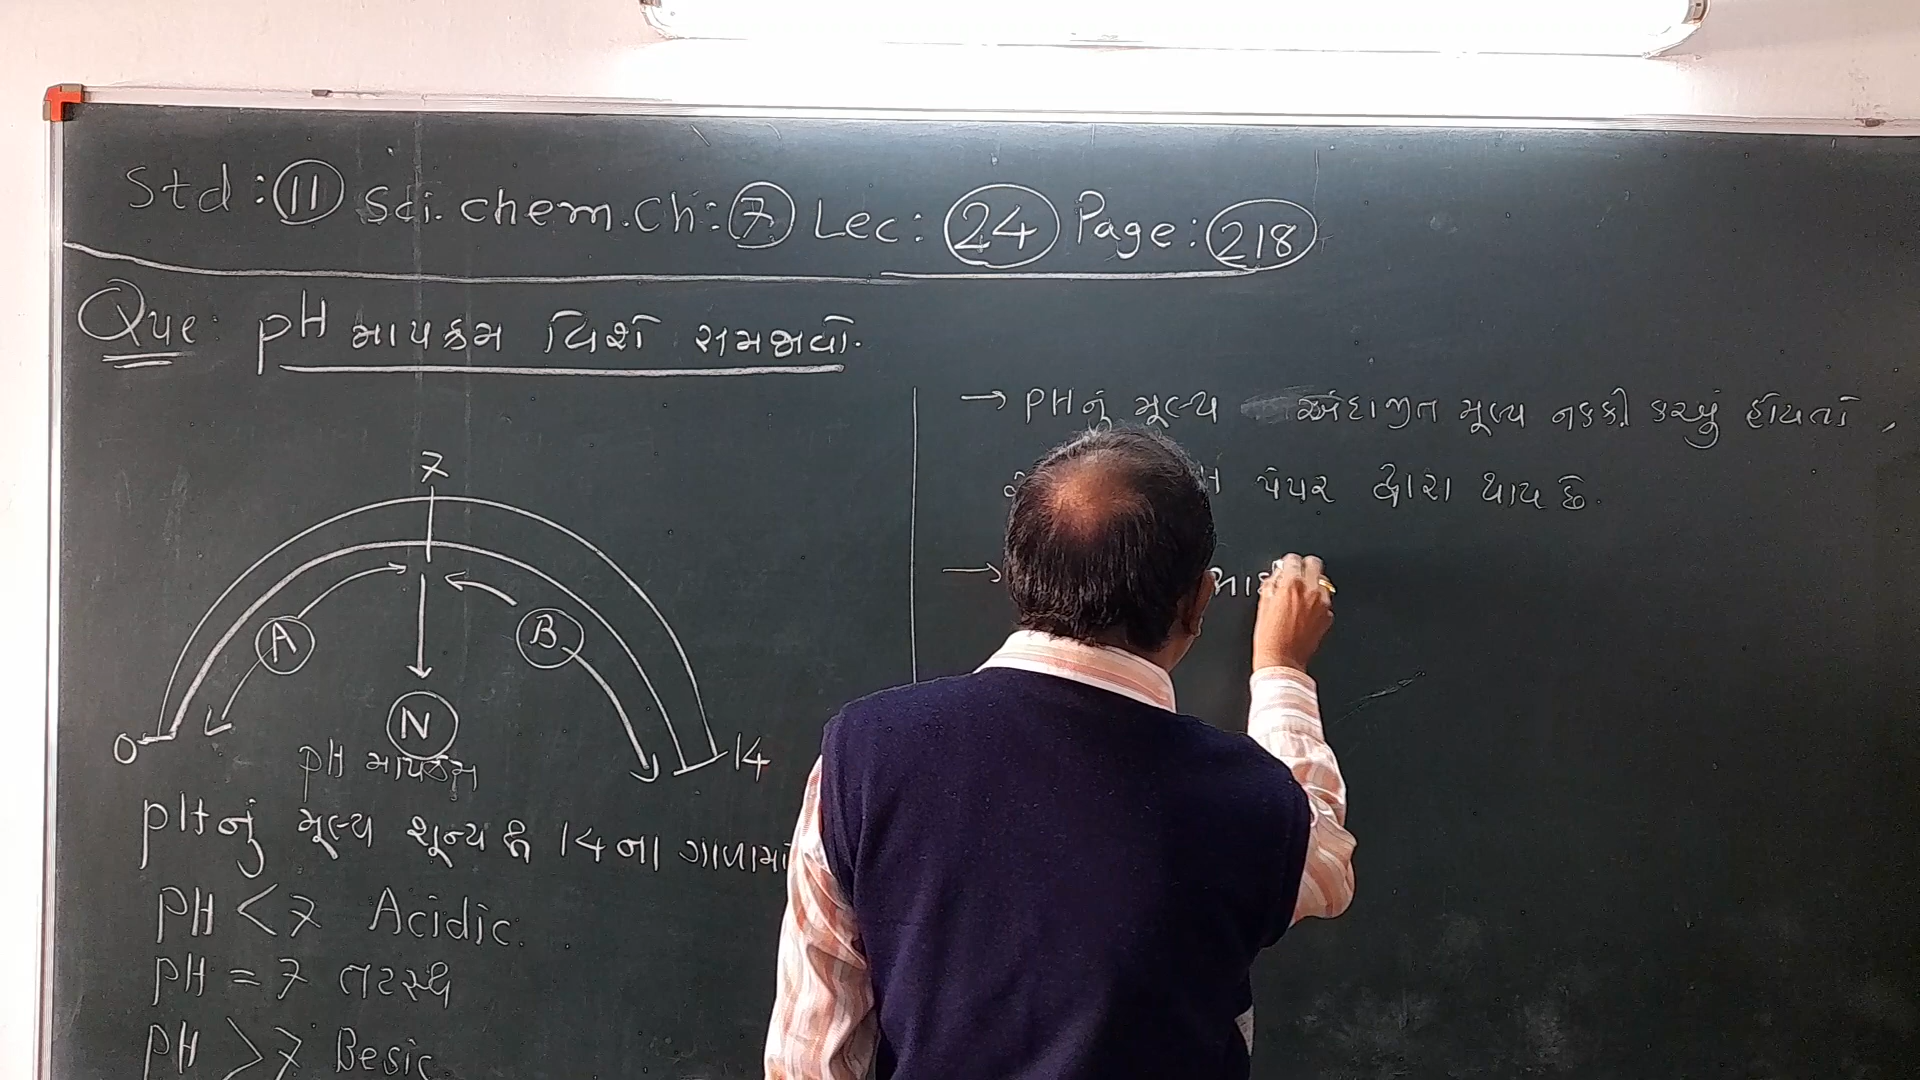 Std : 11 Sci. chem. Ch : 7 Lec : 24 Page : 218
Que : pH માપક્રમ વિશે સમજાવો.
7
A
B
N
0
14
pH માપક્રમ
pH નું મૂલ્ય શૂન્ય થી 14 ના ગાળામાં
pH < 7 Acidic.
pH = 7 તટસ્થ
pH > 7 Besic
→ PH નું મૂલ્ય અંદાજીત મૂલ્ય નક્કી કરવું હોયતો,
પેપર દ્વારા થાય છે.
→